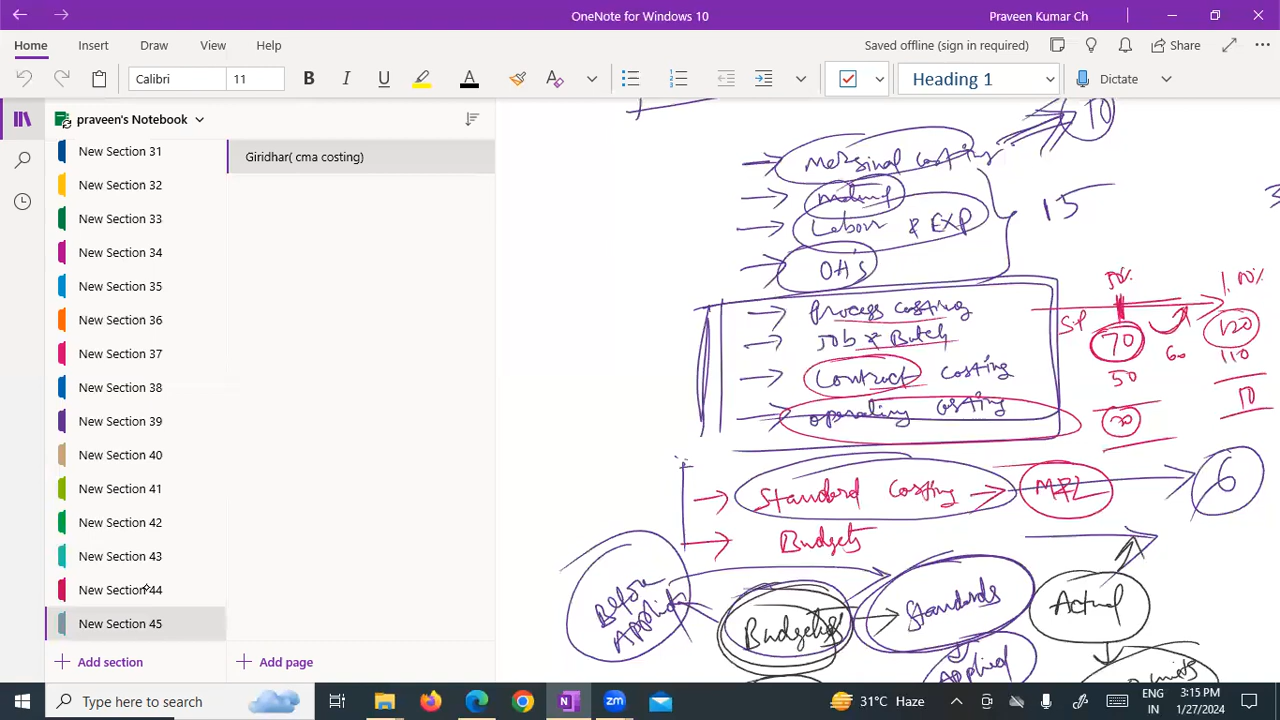 OneNote for Windows 10
Praveen Kumar Ch
Home
Insert
Draw
View
Help
Saved offline (sign in required)
Share
Calibri
11
B
I
U
A
A
Heading 1
Dictate
praveen's Notebook
New Section 31
New Section 32
New Section 33
New Section 34
New Section 35
New Section 36
New Section 37
New Section 38
New Section 39
New Section 40
New Section 41
New Section 42
New Section 43
New Section 44
New Section 45
Add section
Giridhar( cma costing)
Add page
10
Marginal costing
Labour & EXP
OH'S
15
Process costing
Job & Batch
Contract costing
operating costing
SP
50%
70
50
60
100%
120
110
10
Standard costing
6
Budgets
Before
Applied
Budgets
Standards
Applied
Actual
Type here to search
N
zm
31°C Haze
ENG
IN
3:15 PM
1/27/2024